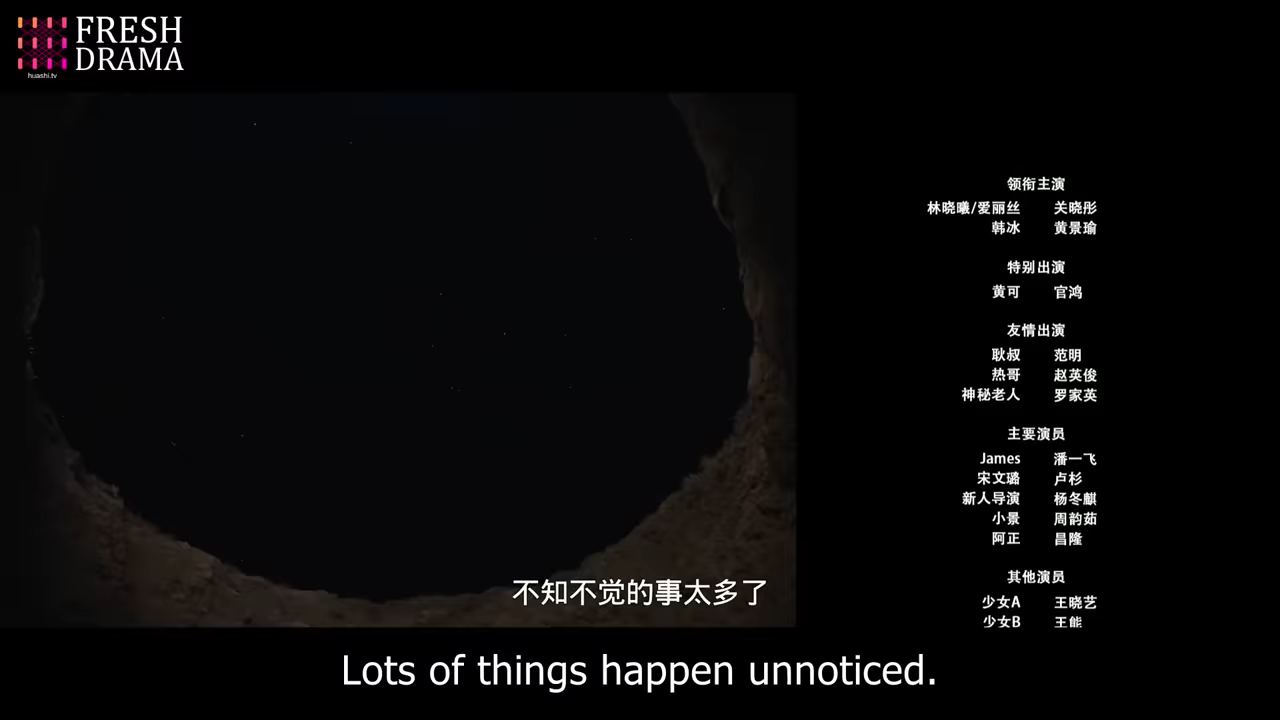 FRESH
DRAMA
huashi.tv
领衔主演
林晓曦/爱丽丝 关晓彤
韩冰 黄景瑜
特别出演
黄可 官鸿
友情出演
耿叔 范明
热哥 赵英俊
神秘老人 罗家英
主要演员
James 潘一飞
宋文璐 卢杉
新人导演 杨冬麒
小景 周韵茹
阿正 昌隆
其他演员
少女A 王晓艺
少女B 王能
不知不觉的事太多了
Lots of things happen unnoticed.